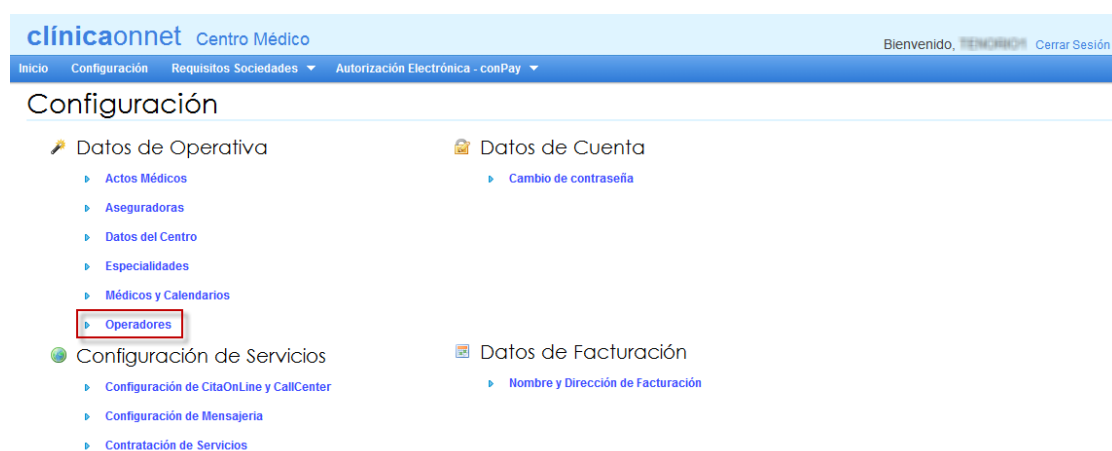 clínicaonnet Centro Médico
Bienvenido, Cerrar Sesión
Inicio Configuración Requisitos Sociedades Autorización Electrónica - conPay
Configuración
Datos de Operativa
Actos Médicos
Aseguradoras
Datos del Centro
Especialidades
Médicos y Calendarios
Operadores
Datos de Cuenta
Cambio de contraseña
Configuración de Servicios
Configuración de CitaOnLine y CallCenter
Configuración de Mensajeria
Contratación de Servicios
Datos de Facturación
Nombre y Dirección de Facturación